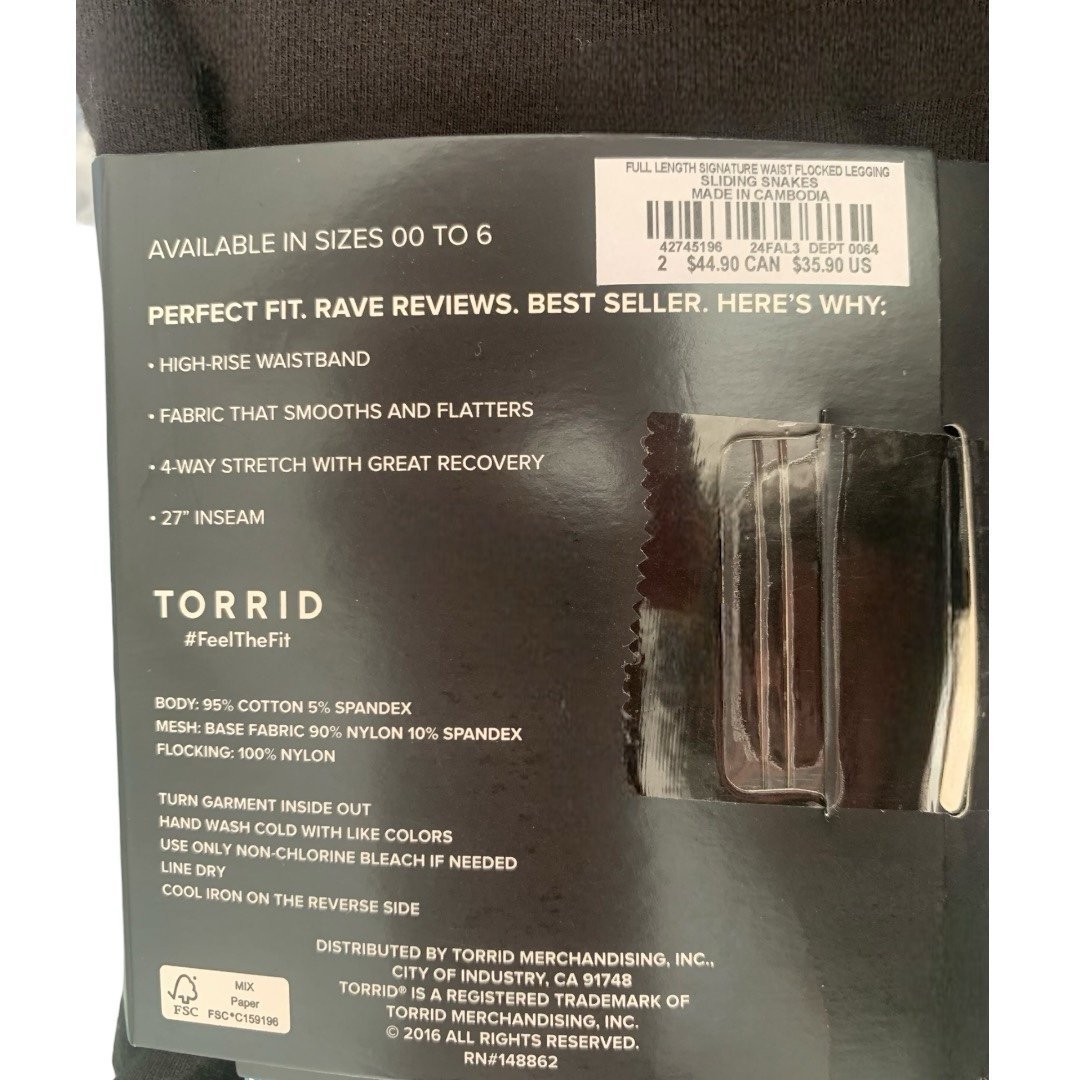 FULL LENGTH SIGNATURE WAIST FLOCKED LEGGING
SLIDING SNAKES
MADE IN CAMBODIA
42745196 24FAL3 DEPT 0064
2 $44.90 CAN $35.90 US
AVAILABLE IN SIZES 00 TO 6
PERFECT FIT. RAVE REVIEWS. BEST SELLER. HERE'S WHY:
• HIGH-RISE WAISTBAND
• FABRIC THAT SMOOTHS AND FLATTERS
• 4-WAY STRETCH WITH GREAT RECOVERY
• 27" INSEAM
TORRID
#FeelTheFit
BODY: 95% COTTON 5% SPANDEX
MESH: BASE FABRIC 90% NYLON 10% SPANDEX
FLOCKING: 100% NYLON
TURN GARMENT INSIDE OUT
HAND WASH COLD WITH LIKE COLORS
USE ONLY NON-CHLORINE BLEACH IF NEEDED
LINE DRY
COOL IRON ON THE REVERSE SIDE
DISTRIBUTED BY TORRID MERCHANDISING, INC.,
CITY OF INDUSTRY, CA 91748
TORRID® IS A REGISTERED TRADEMARK OF
TORRID MERCHANDISING, INC.
© 2016 ALL RIGHTS RESERVED.
RN#148862
FSC
MIX
Paper
FSC®C159196